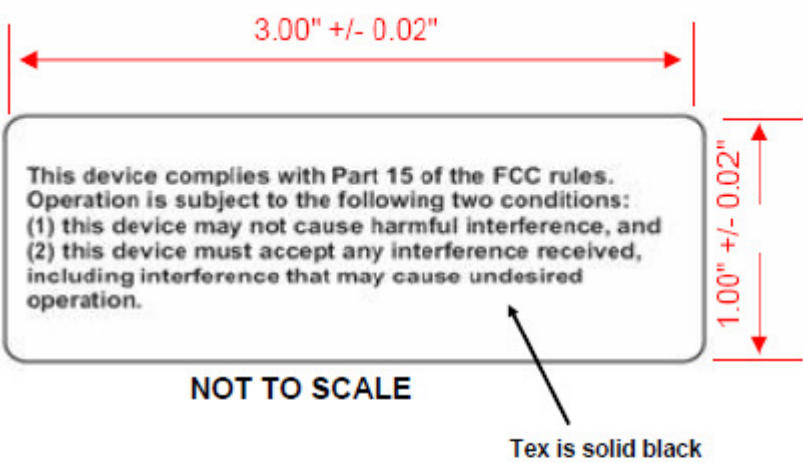 3.00" +/- 0.02"
This device complies with Part 15 of the FCC rules.
Operation is subject to the following two conditions:
(1) this device may not cause harmful interference, and
(2) this device must accept any interference received,
including interference that may cause undesired
operation.
1.00" +/- 0.02"
NOT TO SCALE
Tex is solid black